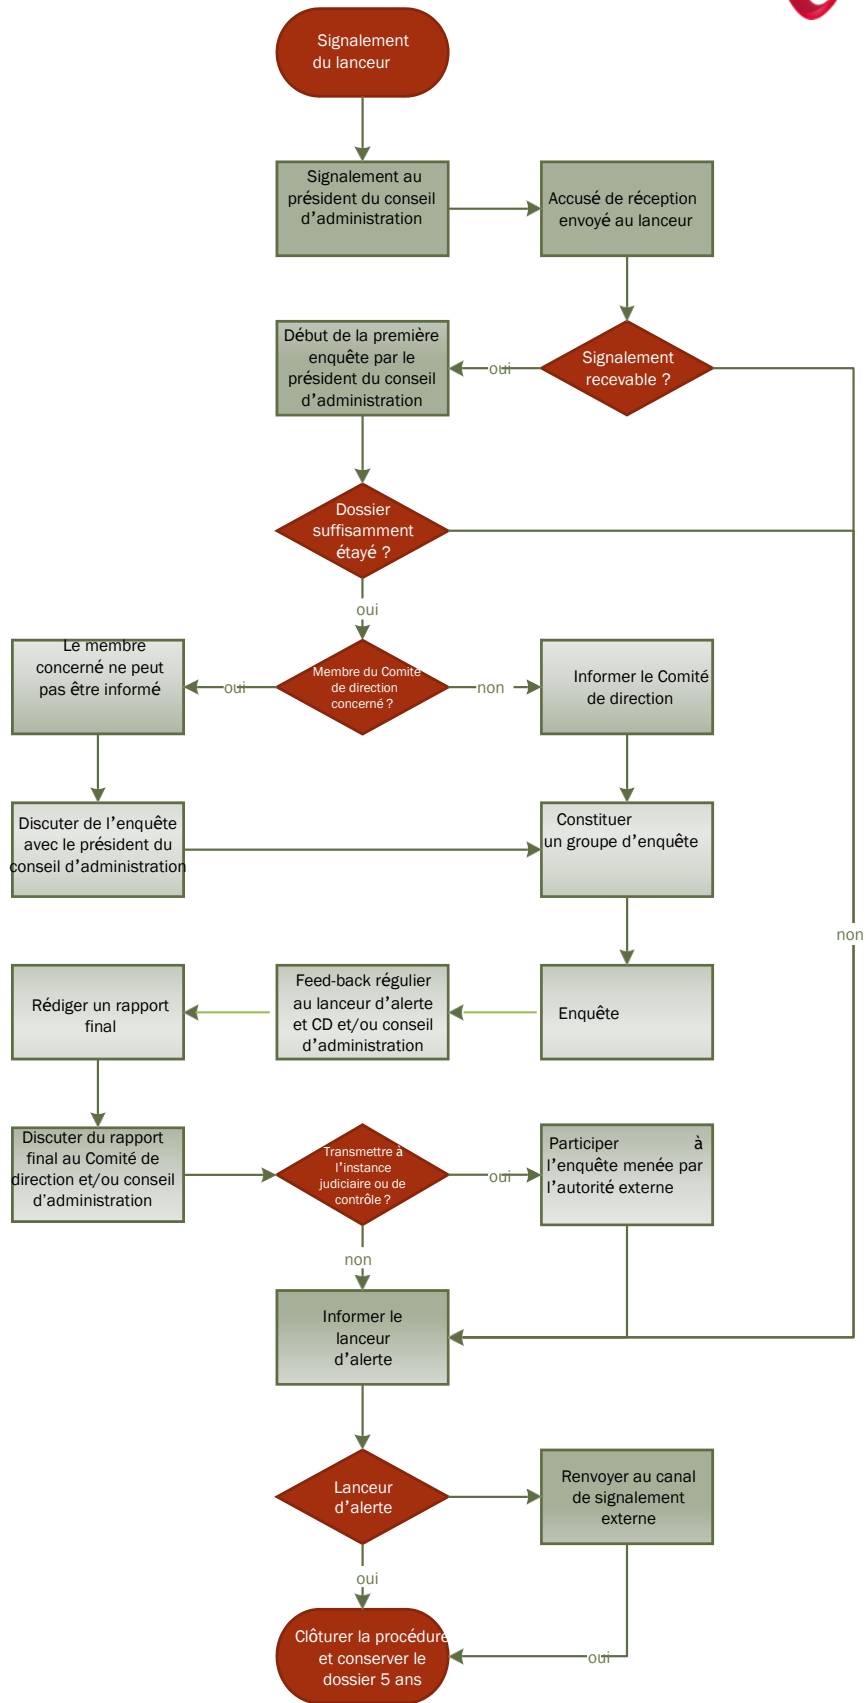 Signalement
du lanceur
Signalement au
président du conseil
d’administration
Accusé de réception
envoyé au lanceur
Signalement
recevable ?
oui
Début de la première
enquête par le
président du conseil
d’administration
Dossier
suffisamment
étayé ?
oui
Membre du Comité
de direction
concerné ?
oui
Le membre
concerné ne peut
pas être informé
non
Informer le Comité
de direction
Discuter de l’enquête
avec le président du
conseil d’administration
Constituer
un groupe d’enquête
non
Enquête
Feed-back régulier
au lanceur d’alerte
et CD et/ou conseil
d’administration
Rédiger un rapport
final
Discuter du rapport
final au Comité de
direction et/ou conseil
d’administration
Transmettre à
l’instance
judiciaire ou de
contrôle ?
oui
Participer à
l’enquête menée par
l’autorité externe
non
Informer le
lanceur
d’alerte
Lanceur
d’alerte
Renvoyer au canal
de signalement
externe
oui
oui
Clôturer la procédure
et conserver le
dossier 5 ans